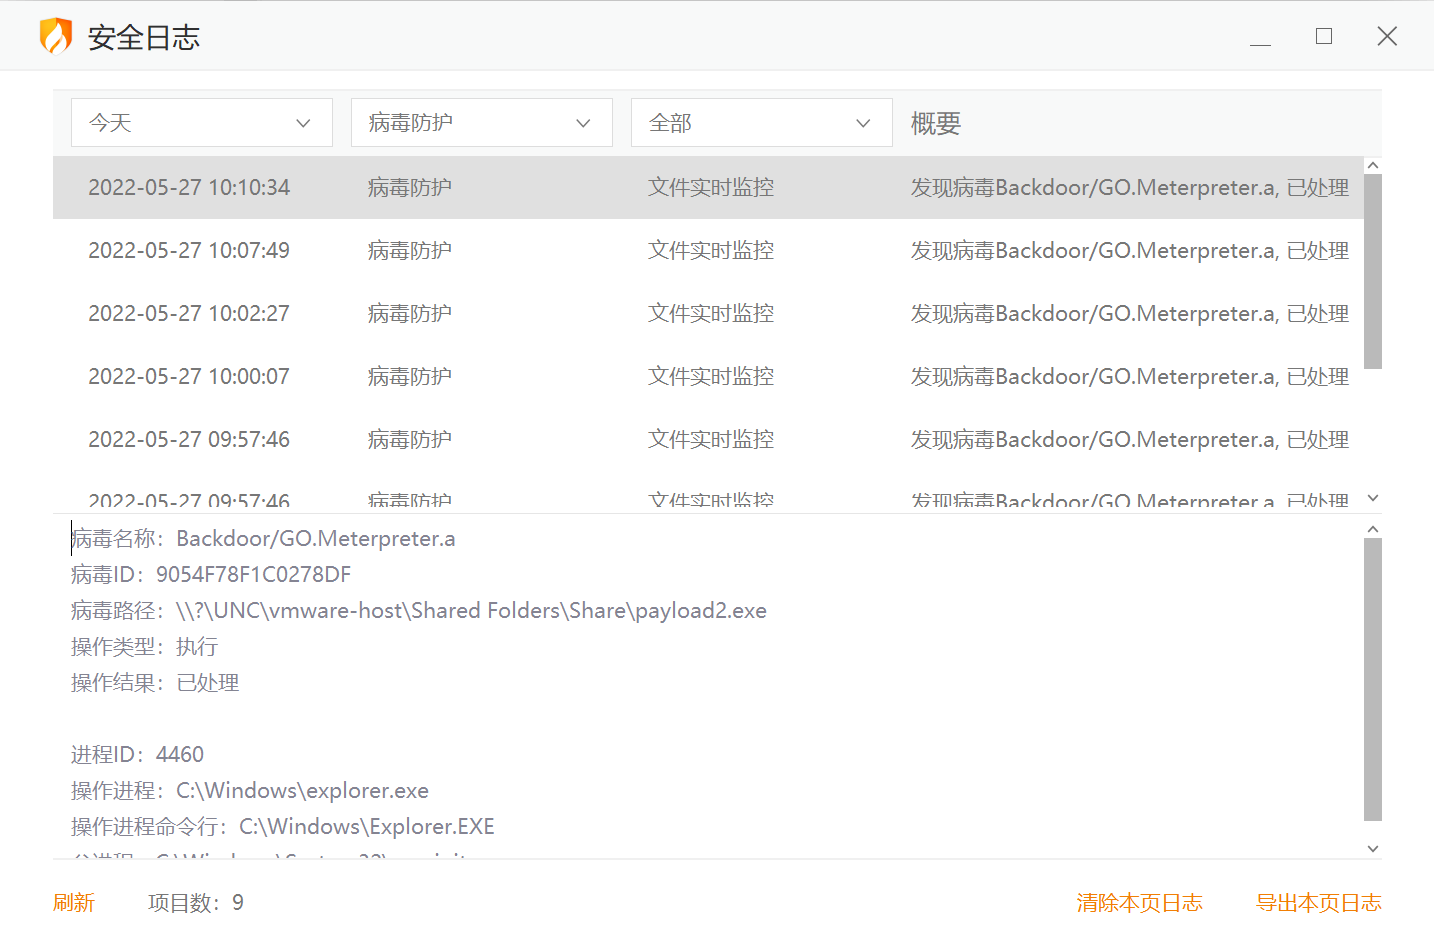 安全日志
今天 病毒防护 全部 概要
2022-05-27 10:10:34 病毒防护 文件实时监控 发现病毒Backdoor/GO.Meterpreter.a, 已处理
2022-05-27 10:07:49 病毒防护 文件实时监控 发现病毒Backdoor/GO.Meterpreter.a, 已处理
2022-05-27 10:02:27 病毒防护 文件实时监控 发现病毒Backdoor/GO.Meterpreter.a, 已处理
2022-05-27 10:00:07 病毒防护 文件实时监控 发现病毒Backdoor/GO.Meterpreter.a, 已处理
2022-05-27 09:57:46 病毒防护 文件实时监控 发现病毒Backdoor/GO.Meterpreter.a, 已处理
2022-05-27 09:57:46 病毒防护 文件实时监控 发现病毒Backdoor/GO.Meterpreter.a, 已处理
病毒名称：Backdoor/GO.Meterpreter.a
病毒ID：9054F78F1C0278DF
病毒路径：\\?\UNC\vmware-host\Shared Folders\Share\payload2.exe
操作类型：执行
操作结果：已处理
进程ID：4460
操作进程：C:\Windows\explorer.exe
操作进程命令行：C:\Windows\Explorer.EXE
刷新 项目数：9 清除本页日志 导出本页日志